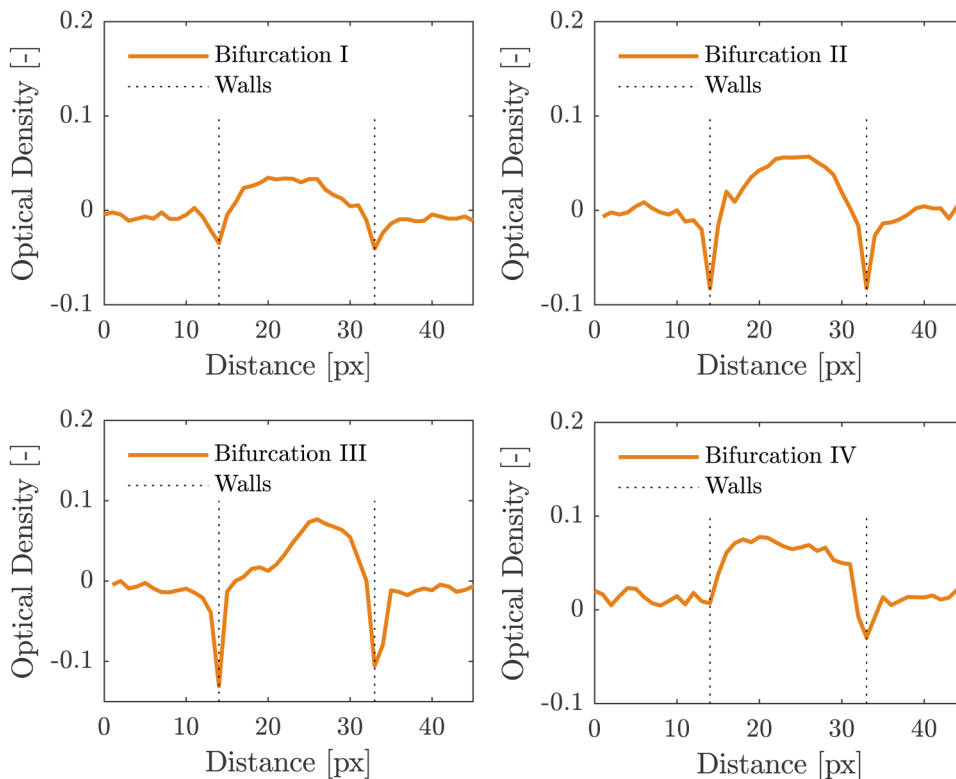 0.2
Bifurcation I
Walls
0.1
0
-0.1
0 10 20 30 40
Distance [px]
Optical Density [-]
0.2
Bifurcation II
Walls
0.1
0
-0.1
0 10 20 30 40
Distance [px]
Optical Density [-]
0.2
Bifurcation III
Walls
0.1
0
-0.1
0 10 20 30 40
Distance [px]
Optical Density [-]
0.2
Bifurcation IV
Walls
0.1
0
-0.1
0 10 20 30 40
Distance [px]
Optical Density [-]